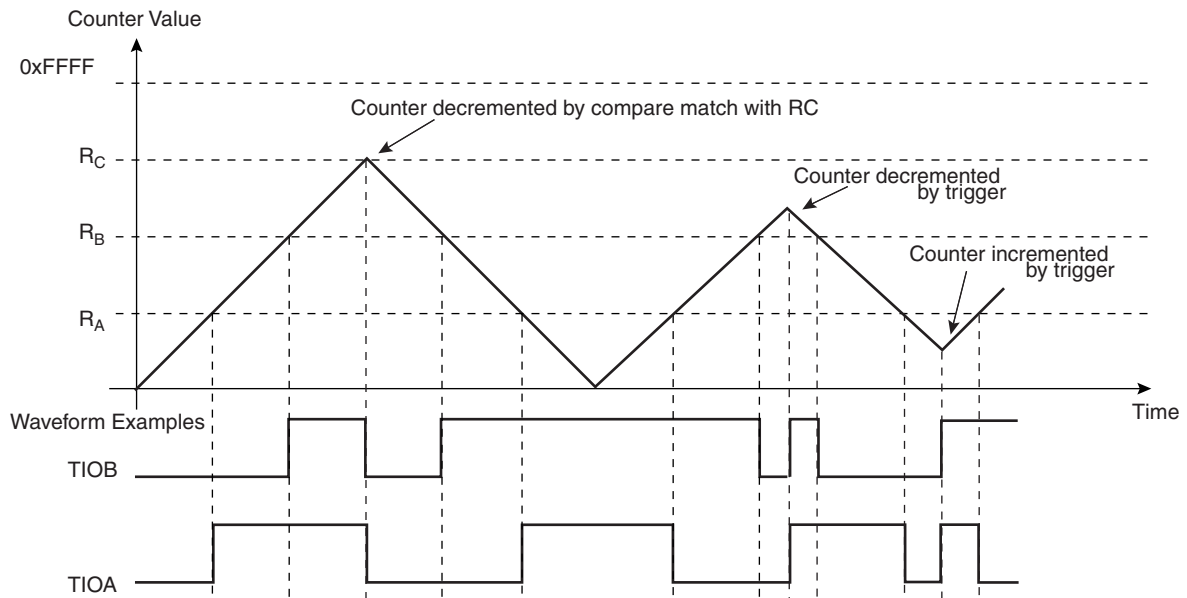 Counter Value
0xFFFF
Counter decremented by compare match with RC
RC
Counter decremented
by trigger
RB
Counter incremented
by trigger
RA
Time
Waveform Examples
TIOB
TIOA